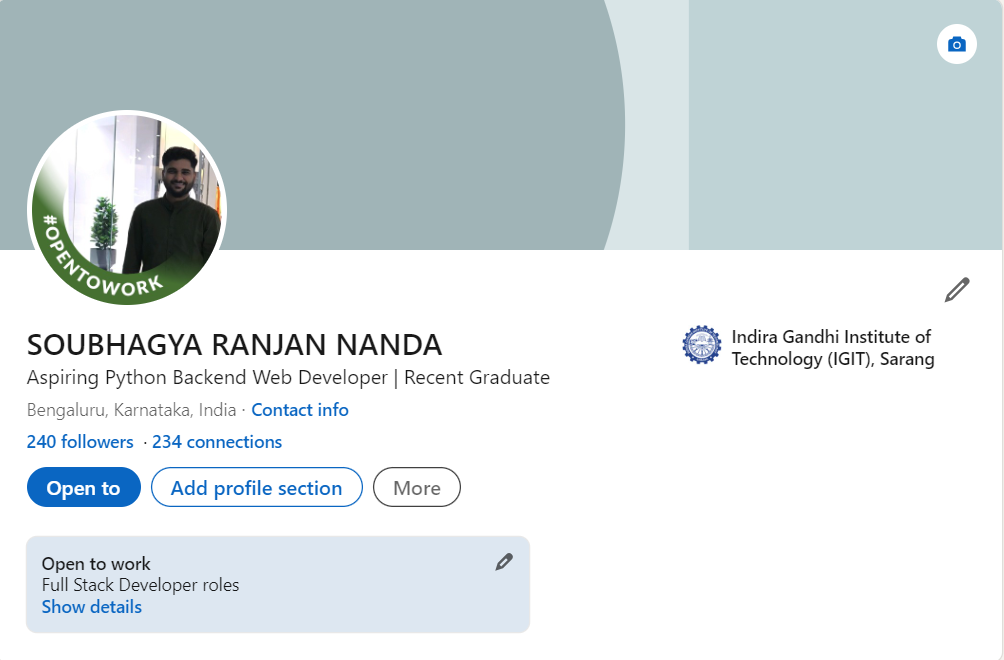 #OPENTOWORK
SOUBHAGYA RANJAN NANDA
Aspiring Python Backend Web Developer | Recent Graduate
Bengaluru, Karnataka, India · Contact info
240 followers · 234 connections
Open to
Add profile section
More
Indira Gandhi Institute of
Technology (IGIT), Sarang
Open to work
Full Stack Developer roles
Show details